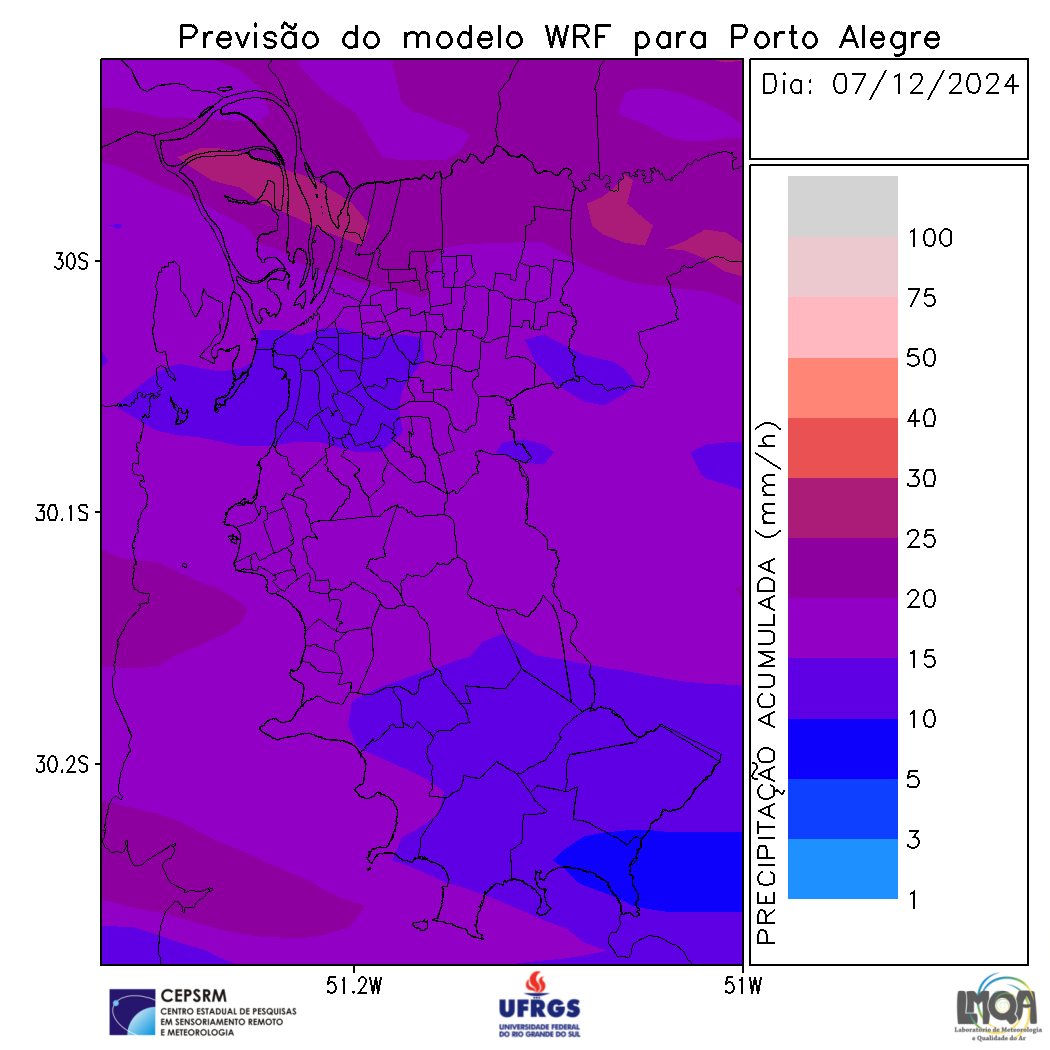 Previsão do modelo WRF para Porto Alegre
Dia: 07/12/2024
30S
30.1S
30.2S
51.2W
51W
PRECIPITAÇÃO ACUMULADA (mm/h)
100
75
50
40
30
25
20
15
10
5
3
1
CEPSRM
CENTRO ESTADUAL DE PESQUISAS
EM SENSORIAMENTO REMOTO
E METEOROLOGIA
UFRGS
UNIVERSIDADE FEDERAL
DO RIO GRANDE DO SUL
LMQA
Laboratório de Meteorologia
e Qualidade do Ar